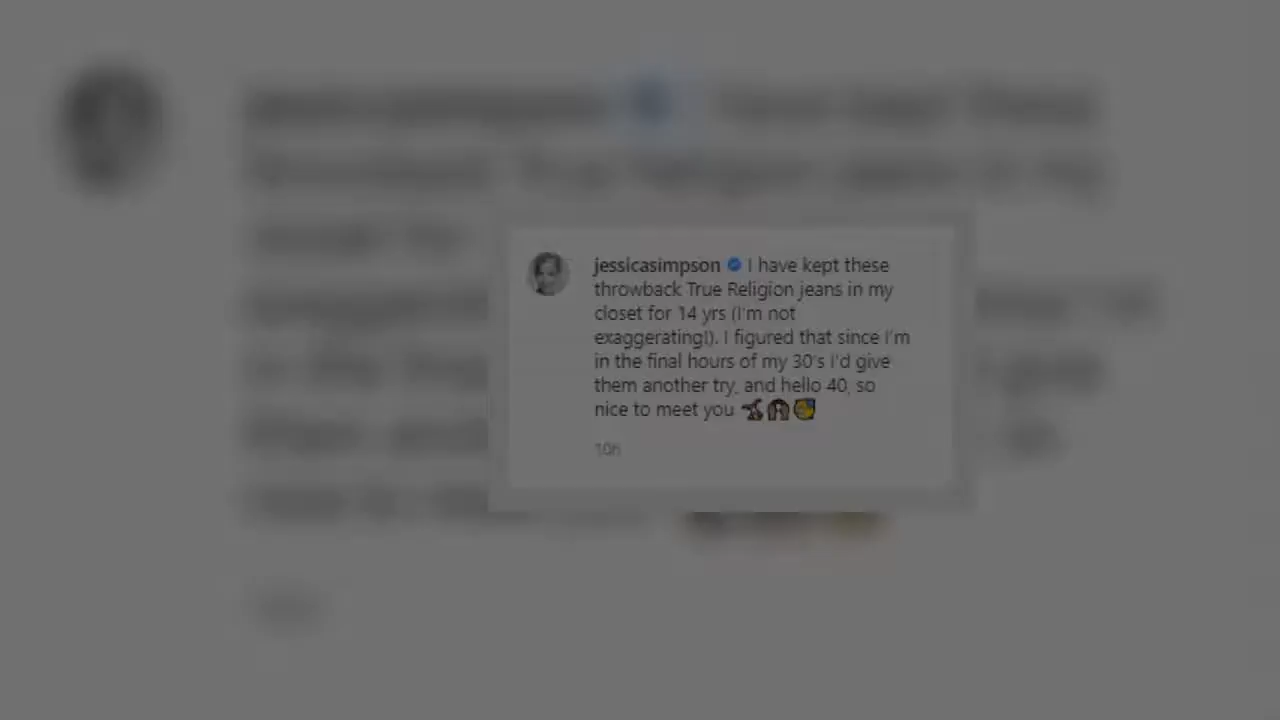 jessicasimpson I have kept these
throwback True Religion jeans in my
closet for 14 yrs (I'm not
exaggerating!). I figured that since I'm
in the final hours of my 30's I'd give
them another try, and hello 40, so
nice to meet you
10h